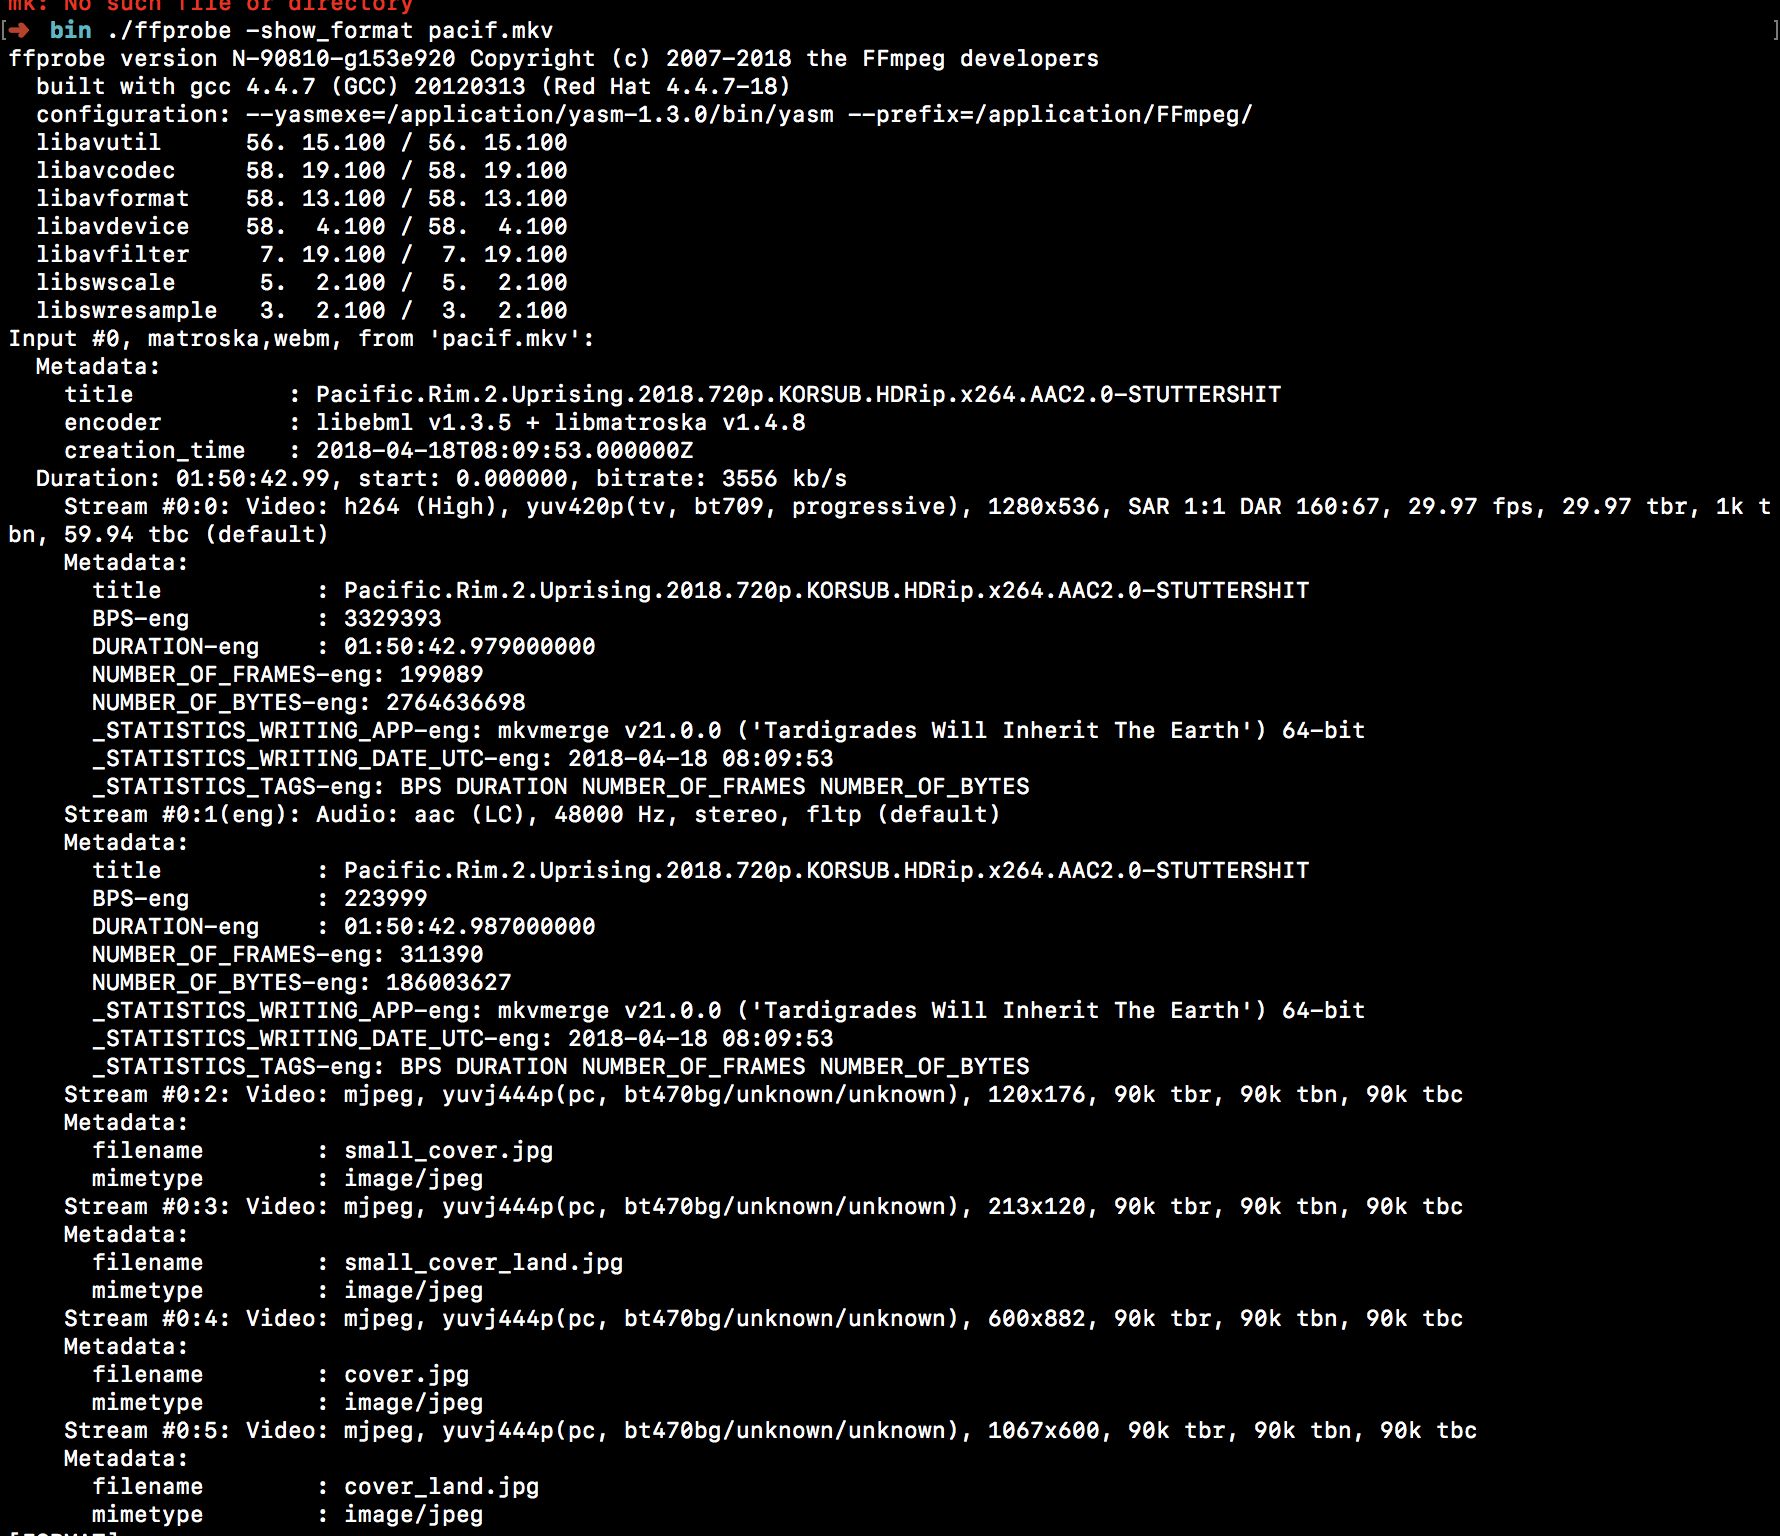 mk: No such file or directory
[➜  bin ./ffprobe -show_format pacif.mkv ]
ffprobe version N-90810-g153e920 Copyright (c) 2007-2018 the FFmpeg developers
  built with gcc 4.4.7 (GCC) 20120313 (Red Hat 4.4.7-18)
  configuration: --yasmexe=/application/yasm-1.3.0/bin/yasm --prefix=/application/FFmpeg/
  libavutil      56. 15.100 / 56. 15.100
  libavcodec     58. 19.100 / 58. 19.100
  libavformat    58. 13.100 / 58. 13.100
  libavdevice    58.  4.100 / 58.  4.100
  libavfilter     7. 19.100 /  7. 19.100
  libswscale      5.  2.100 /  5.  2.100
  libswresample   3.  2.100 /  3.  2.100
Input #0, matroska,webm, from 'pacif.mkv':
  Metadata:
    title           : Pacific.Rim.2.Uprising.2018.720p.KORSUB.HDRip.x264.AAC2.0-STUTTERSHIT
    encoder         : libebml v1.3.5 + libmatroska v1.4.8
    creation_time   : 2018-04-18T08:09:53.000000Z
  Duration: 01:50:42.99, start: 0.000000, bitrate: 3556 kb/s
    Stream #0:0: Video: h264 (High), yuv420p(tv, bt709, progressive), 1280x536, SAR 1:1 DAR 160:67, 29.97 fps, 29.97 tbr, 1k t
bn, 59.94 tbc (default)
    Metadata:
      title           : Pacific.Rim.2.Uprising.2018.720p.KORSUB.HDRip.x264.AAC2.0-STUTTERSHIT
      BPS-eng         : 3329393
      DURATION-eng    : 01:50:42.979000000
      NUMBER_OF_FRAMES-eng: 199089
      NUMBER_OF_BYTES-eng: 2764636698
      _STATISTICS_WRITING_APP-eng: mkvmerge v21.0.0 ('Tardigrades Will Inherit The Earth') 64-bit
      _STATISTICS_WRITING_DATE_UTC-eng: 2018-04-18 08:09:53
      _STATISTICS_TAGS-eng: BPS DURATION NUMBER_OF_FRAMES NUMBER_OF_BYTES
    Stream #0:1(eng): Audio: aac (LC), 48000 Hz, stereo, fltp (default)
    Metadata:
      title           : Pacific.Rim.2.Uprising.2018.720p.KORSUB.HDRip.x264.AAC2.0-STUTTERSHIT
      BPS-eng         : 223999
      DURATION-eng    : 01:50:42.987000000
      NUMBER_OF_FRAMES-eng: 311390
      NUMBER_OF_BYTES-eng: 186003627
      _STATISTICS_WRITING_APP-eng: mkvmerge v21.0.0 ('Tardigrades Will Inherit The Earth') 64-bit
      _STATISTICS_WRITING_DATE_UTC-eng: 2018-04-18 08:09:53
      _STATISTICS_TAGS-eng: BPS DURATION NUMBER_OF_FRAMES NUMBER_OF_BYTES
    Stream #0:2: Video: mjpeg, yuvj444p(pc, bt470bg/unknown/unknown), 120x176, 90k tbr, 90k tbn, 90k tbc
    Metadata:
      filename        : small_cover.jpg
      mimetype        : image/jpeg
    Stream #0:3: Video: mjpeg, yuvj444p(pc, bt470bg/unknown/unknown), 213x120, 90k tbr, 90k tbn, 90k tbc
    Metadata:
      filename        : small_cover_land.jpg
      mimetype        : image/jpeg
    Stream #0:4: Video: mjpeg, yuvj444p(pc, bt470bg/unknown/unknown), 600x882, 90k tbr, 90k tbn, 90k tbc
    Metadata:
      filename        : cover.jpg
      mimetype        : image/jpeg
    Stream #0:5: Video: mjpeg, yuvj444p(pc, bt470bg/unknown/unknown), 1067x600, 90k tbr, 90k tbn, 90k tbc
    Metadata:
      filename        : cover_land.jpg
      mimetype        : image/jpeg
[FORMAT]